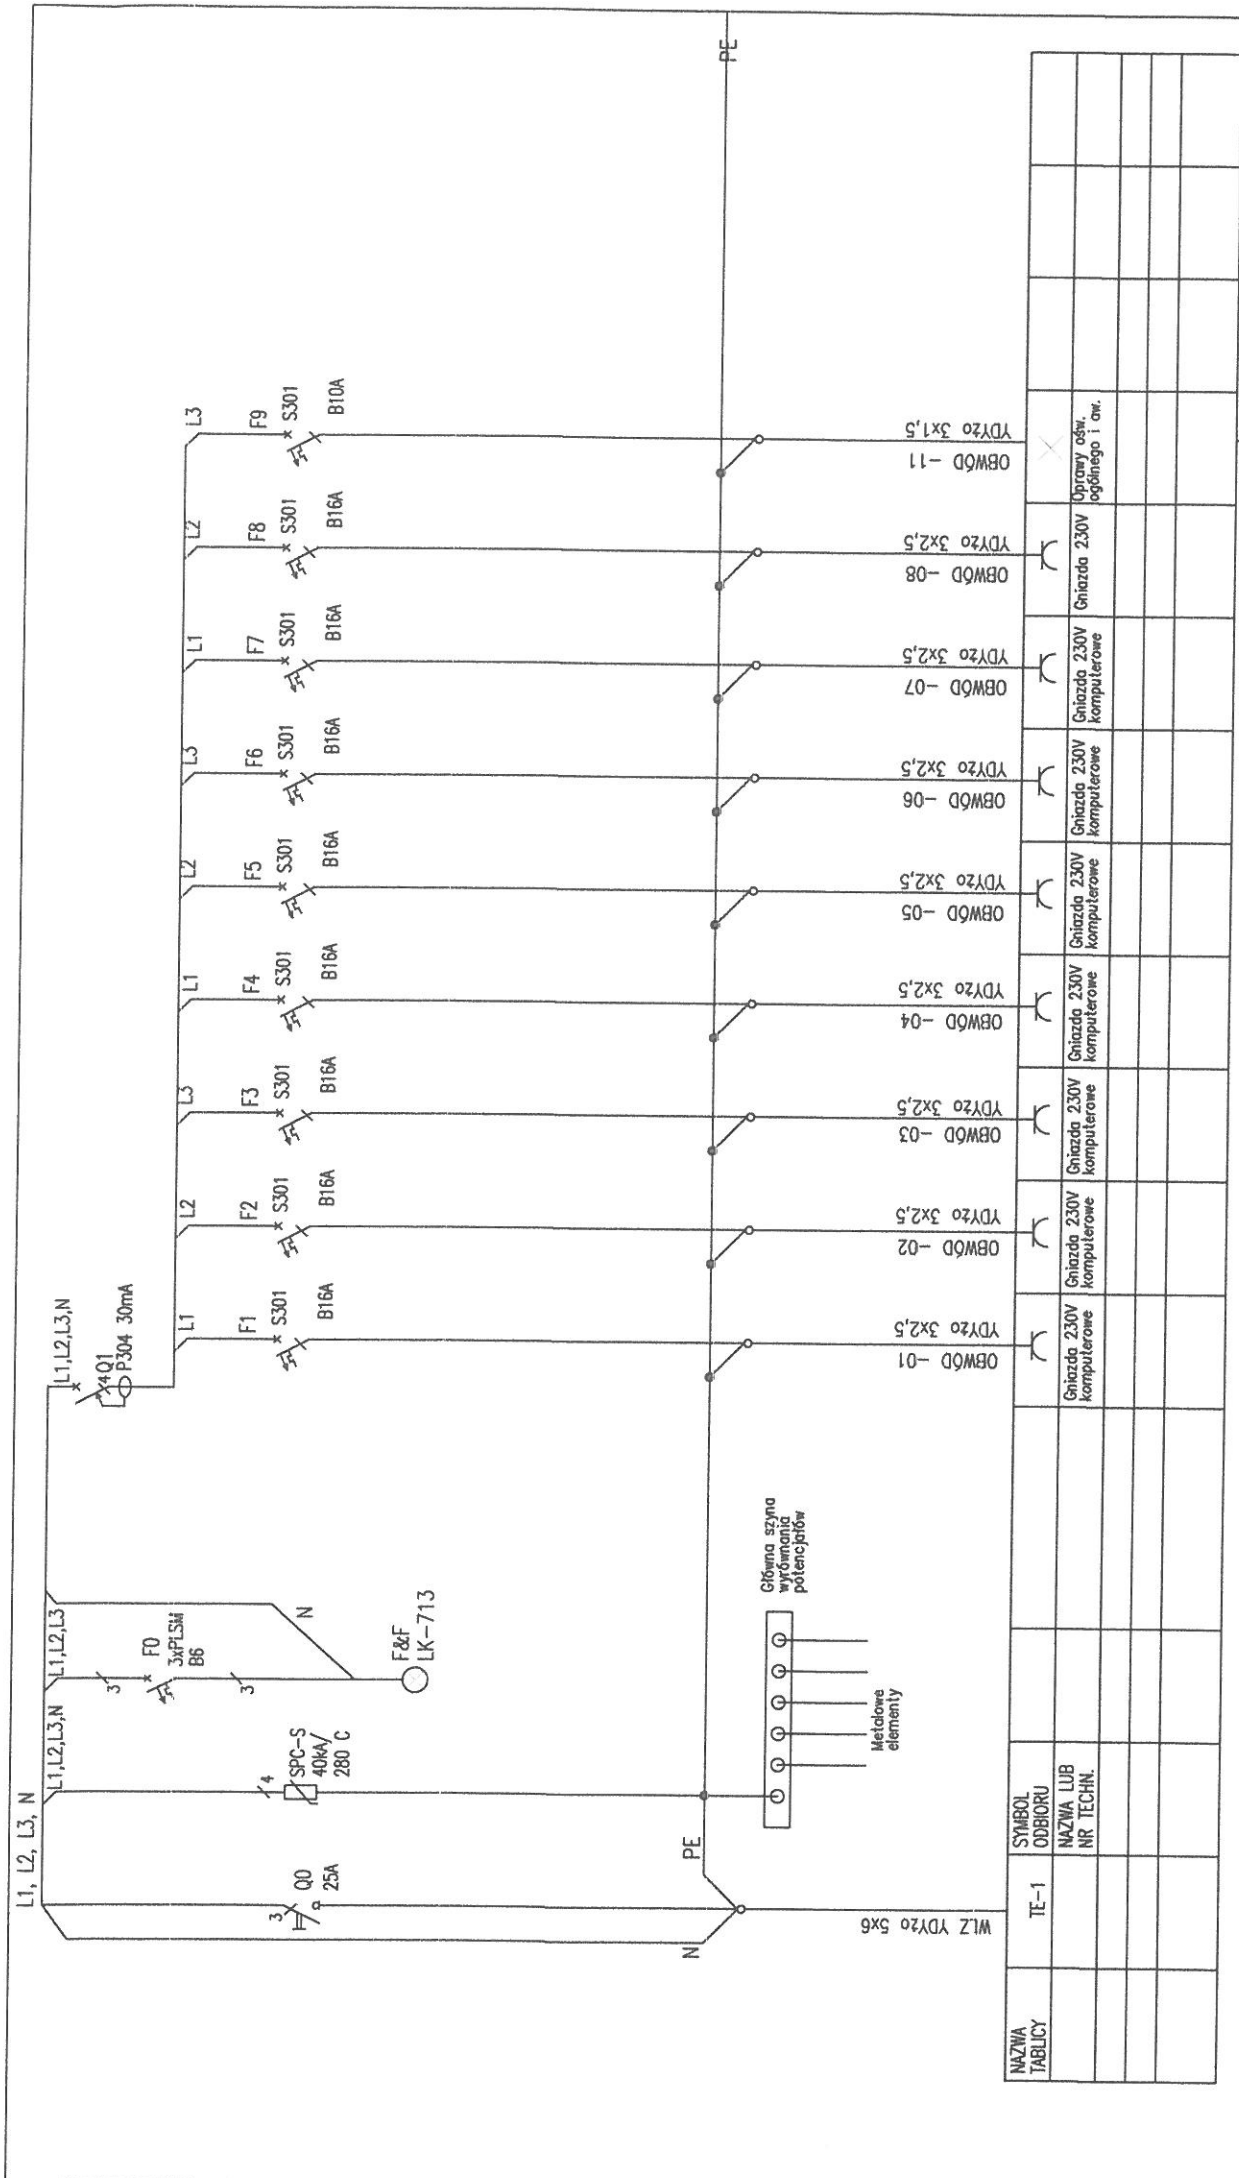 L1, L2, L3, N
3
Q0
25A
N
PE
WLZ YDYżo 5x6
L1,L2,L3,N
4
SPC-S
40kA/
280 C
L1,L2,L3
3
F0
3xPLSM
B6
3
N
F&F
LK-713
Główna szyna
wyrównania
potencjałów
Metalowe
elementy
L1,L2,L3,N
4
Q1
P304 30mA
L1
F1
S301
B16A
OBWÓD -01
YDYżo 3x2,5
L2
F2
S301
B16A
OBWÓD -02
YDYżo 3x2,5
L3
F3
S301
B16A
OBWÓD -03
YDYżo 3x2,5
L1
F4
S301
B16A
OBWÓD -04
YDYżo 3x2,5
L2
F5
S301
B16A
OBWÓD -05
YDYżo 3x2,5
L3
F6
S301
B16A
OBWÓD -06
YDYżo 3x2,5
L1
F7
S301
B16A
OBWÓD -07
YDYżo 3x2,5
L2
F8
S301
B16A
OBWÓD -08
YDYżo 3x2,5
L3
F9
S301
B10A
OBWÓD -11
YDYżo 3x1,5
PE
NAZWA
TABLICY
TE-1
SYMBOL
ODBIORU
NAZWA LUB
NR TECHN.
Gniazda 230V
komputerowe
Gniazda 230V
komputerowe
Gniazda 230V
komputerowe
Gniazda 230V
komputerowe
Gniazda 230V
komputerowe
Gniazda 230V
komputerowe
Gniazda 230V
komputerowe
Gniazda 230V
Oprawy ośw.
ogólnego i aw.